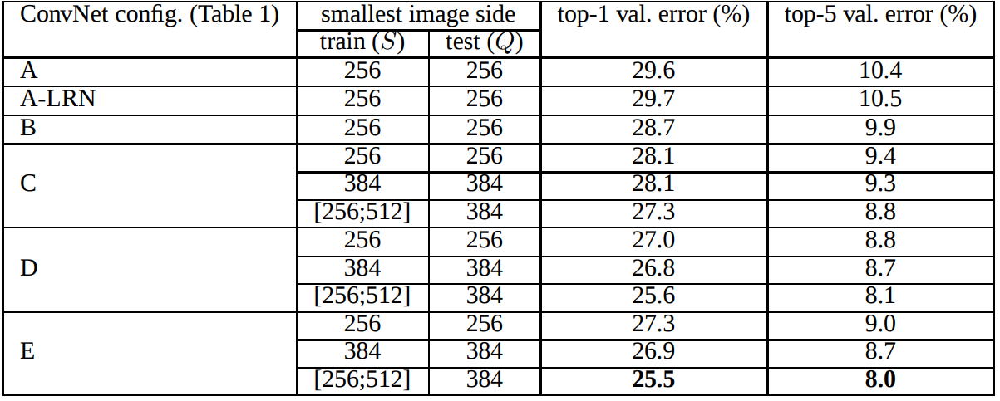 ConvNet config. (Table 1) smallest image side top-1 val. error (%) top-5 val. error (%)
train (S) test (Q)
A 256 256 29.6 10.4
A-LRN 256 256 29.7 10.5
B 256 256 28.7 9.9
C 256 256 28.1 9.4
384 384 28.1 9.3
[256;512] 384 27.3 8.8
D 256 256 27.0 8.8
384 384 26.8 8.7
[256;512] 384 25.6 8.1
E 256 256 27.3 9.0
384 384 26.9 8.7
[256;512] 384 25.5 8.0